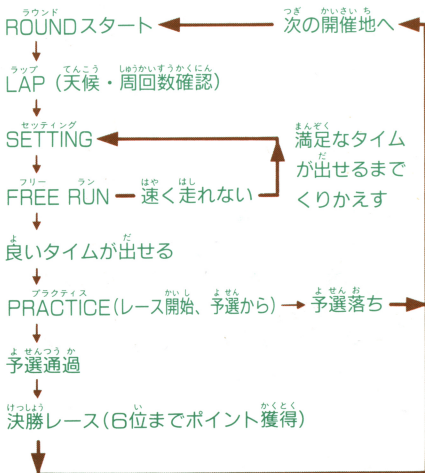 ROUNDスタート
次の開催地へ
LAP（天候・周回数確認）
SETTING
満足なタイム
が出せるまで
くりかえす
FREE RUN
速く走れない
良いタイムが出せる
PRACTICE(レース開始、予選から)
予選落ち
予選通過
決勝レース(6位までポイント獲得)